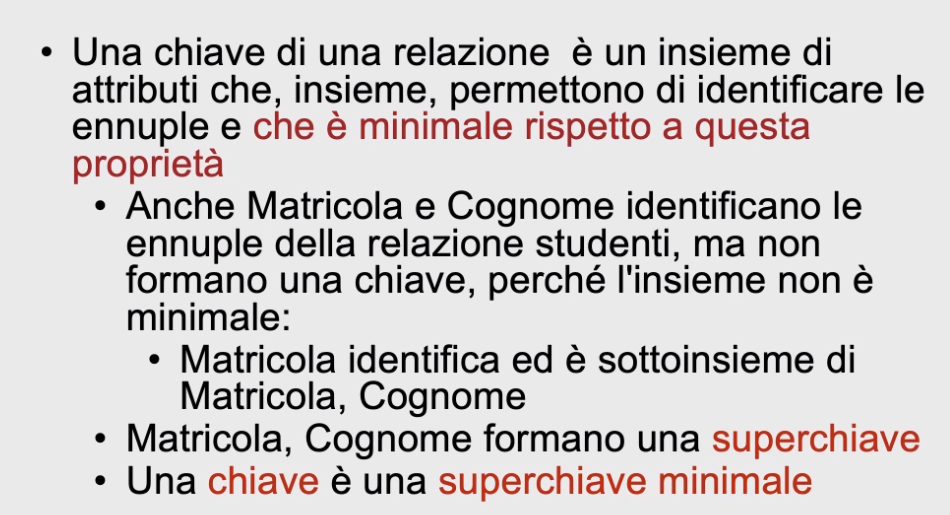 • Una chiave di una relazione è un insieme di
attributi che, insieme, permettono di identificare le
ennuple e che è minimale rispetto a questa
proprietà
• Anche Matricola e Cognome identificano le
ennuple della relazione studenti, ma non
formano una chiave, perché l'insieme non è
minimale:
• Matricola identifica ed è sottoinsieme di
Matricola, Cognome
• Matricola, Cognome formano una superchiave
• Una chiave è una superchiave minimale